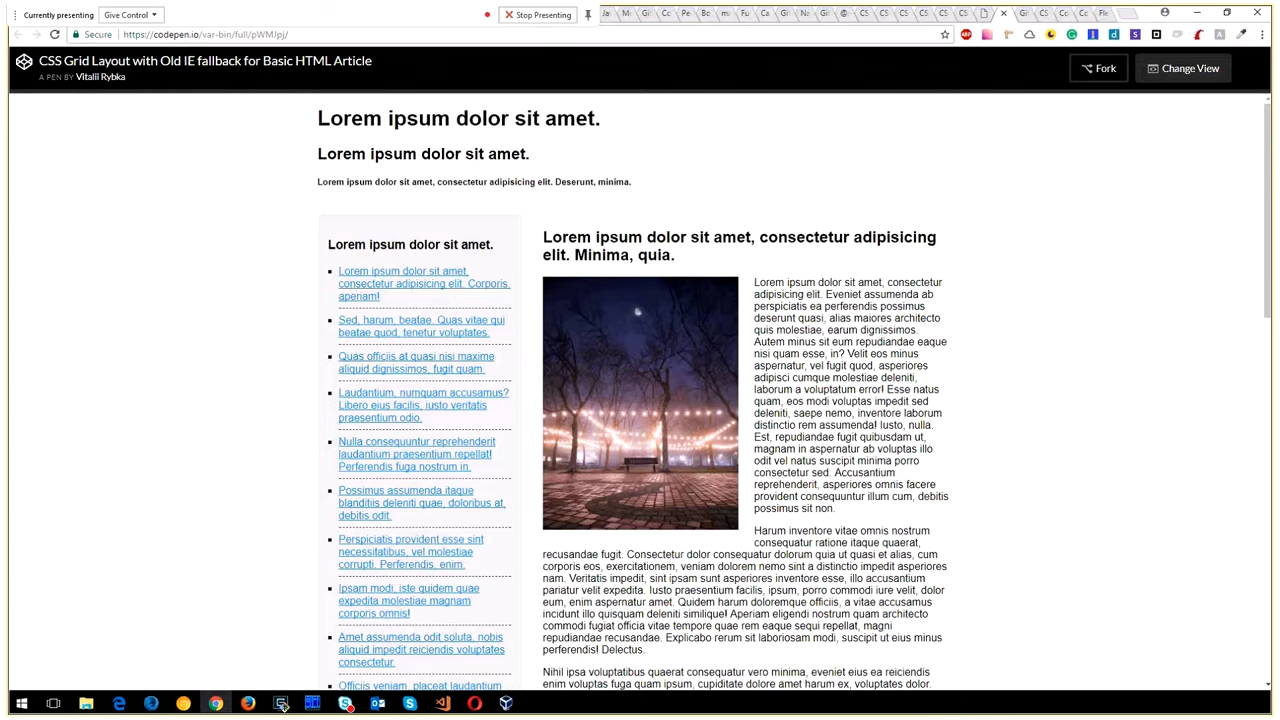 Currently presenting
Give Control
Stop Presenting
Secure
https://codepen.io/var-bin/full/pWMJpj/
CSS Grid Layout with Old IE fallback for Basic HTML Article
A PEN BY Vitalii Rybka
Fork
Change View
Lorem ipsum dolor sit amet.
Lorem ipsum dolor sit amet.
Lorem ipsum dolor sit amet, consectetur adipisicing elit. Deserunt, minima.
Lorem ipsum dolor sit amet.
Lorem ipsum dolor sit amet,
consectetur adipisicing elit. Corporis,
aperiam!
Sed, harum, beatae. Quas vitae qui
beatae quod, tenetur voluptates.
Quas officiis at quasi nisi maxime
aliquid dignissimos, fugit quam.
Laudantium, numquam accusamus?
Libero eius facilis, iusto veritatis
praesentium odio.
Nulla consequuntur reprehenderit
laudantium praesentium repellat!
Perferendis fuga nostrum in.
Possimus assumenda itaque
blanditiis deleniti quae, doloribus at,
debitis odit.
Perspiciatis provident esse sint
necessitatibus, vel molestiae
corrupti. Perferendis, enim.
Ipsam modi, iste quidem quae
expedita molestiae magnam
corporis omnis!
Amet assumenda odit soluta, nobis
aliquid impedit reiciendis voluptates
consectetur.
Officiis veniam, placeat laudantium
Lorem ipsum dolor sit amet, consectetur adipisicing
elit. Minima, quia.
Lorem ipsum dolor sit amet, consectetur
adipisicing elit. Eveniet assumenda ab
perspiciatis ea perferendis possimus
deserunt quasi, alias maiores architecto
quis molestiae, earum dignissimos.
Autem minus sit eum repudiandae eaque
nisi quam esse, in? Velit eos minus
aspernatur, vel fugit quod, asperiores
adipisci cumque molestiae deleniti,
laborum a voluptatum error! Esse natus
quam, eos modi voluptas impedit sed
deleniti, saepe nemo, inventore laborum
distinctio rem assumenda! Iusto, nulla.
Est, repudiandae fugit quibusdam ut,
magnam in aspernatur ab voluptas illo
odit vel natus suscipit minima porro
consectetur sed. Accusantium
reprehenderit, asperiores omnis facere
provident consequuntur illum cum, debitis
possimus sit non.
Harum inventore vitae omnis nostrum
consequatur ratione itaque quaerat,
recusandae fugit. Consectetur dolor consequatur dolorum quia ut quasi et alias, cum
corporis eos, exercitationem, veniam dolorem nemo sint a distinctio impedit asperiores
nam. Veritatis impedit, sint ipsam sunt asperiores inventore esse, illo accusantium
pariatur velit expedita. Iusto praesentium facilis, ipsum, porro commodi iure velit, dolor
eum, enim aspernatur amet. Quidem harum doloremque officiis, a vitae accusamus
incidunt illo quisquam deleniti similique! Aperiam eligendi nostrum quam architecto
commodi fugiat officia vitae tempore quae rem eaque sequi repellat, magni
repudiandae recusandae. Explicabo rerum sit laboriosam modi, suscipit ut eius minus
perferendis! Delectus.
Nihil ipsa voluptatibus quaerat consequatur vero minima, eveniet eius ea reiciendis
enim voluptas fuga quam ipsum, cupiditate dolore amet harum ex, voluptates dolor.